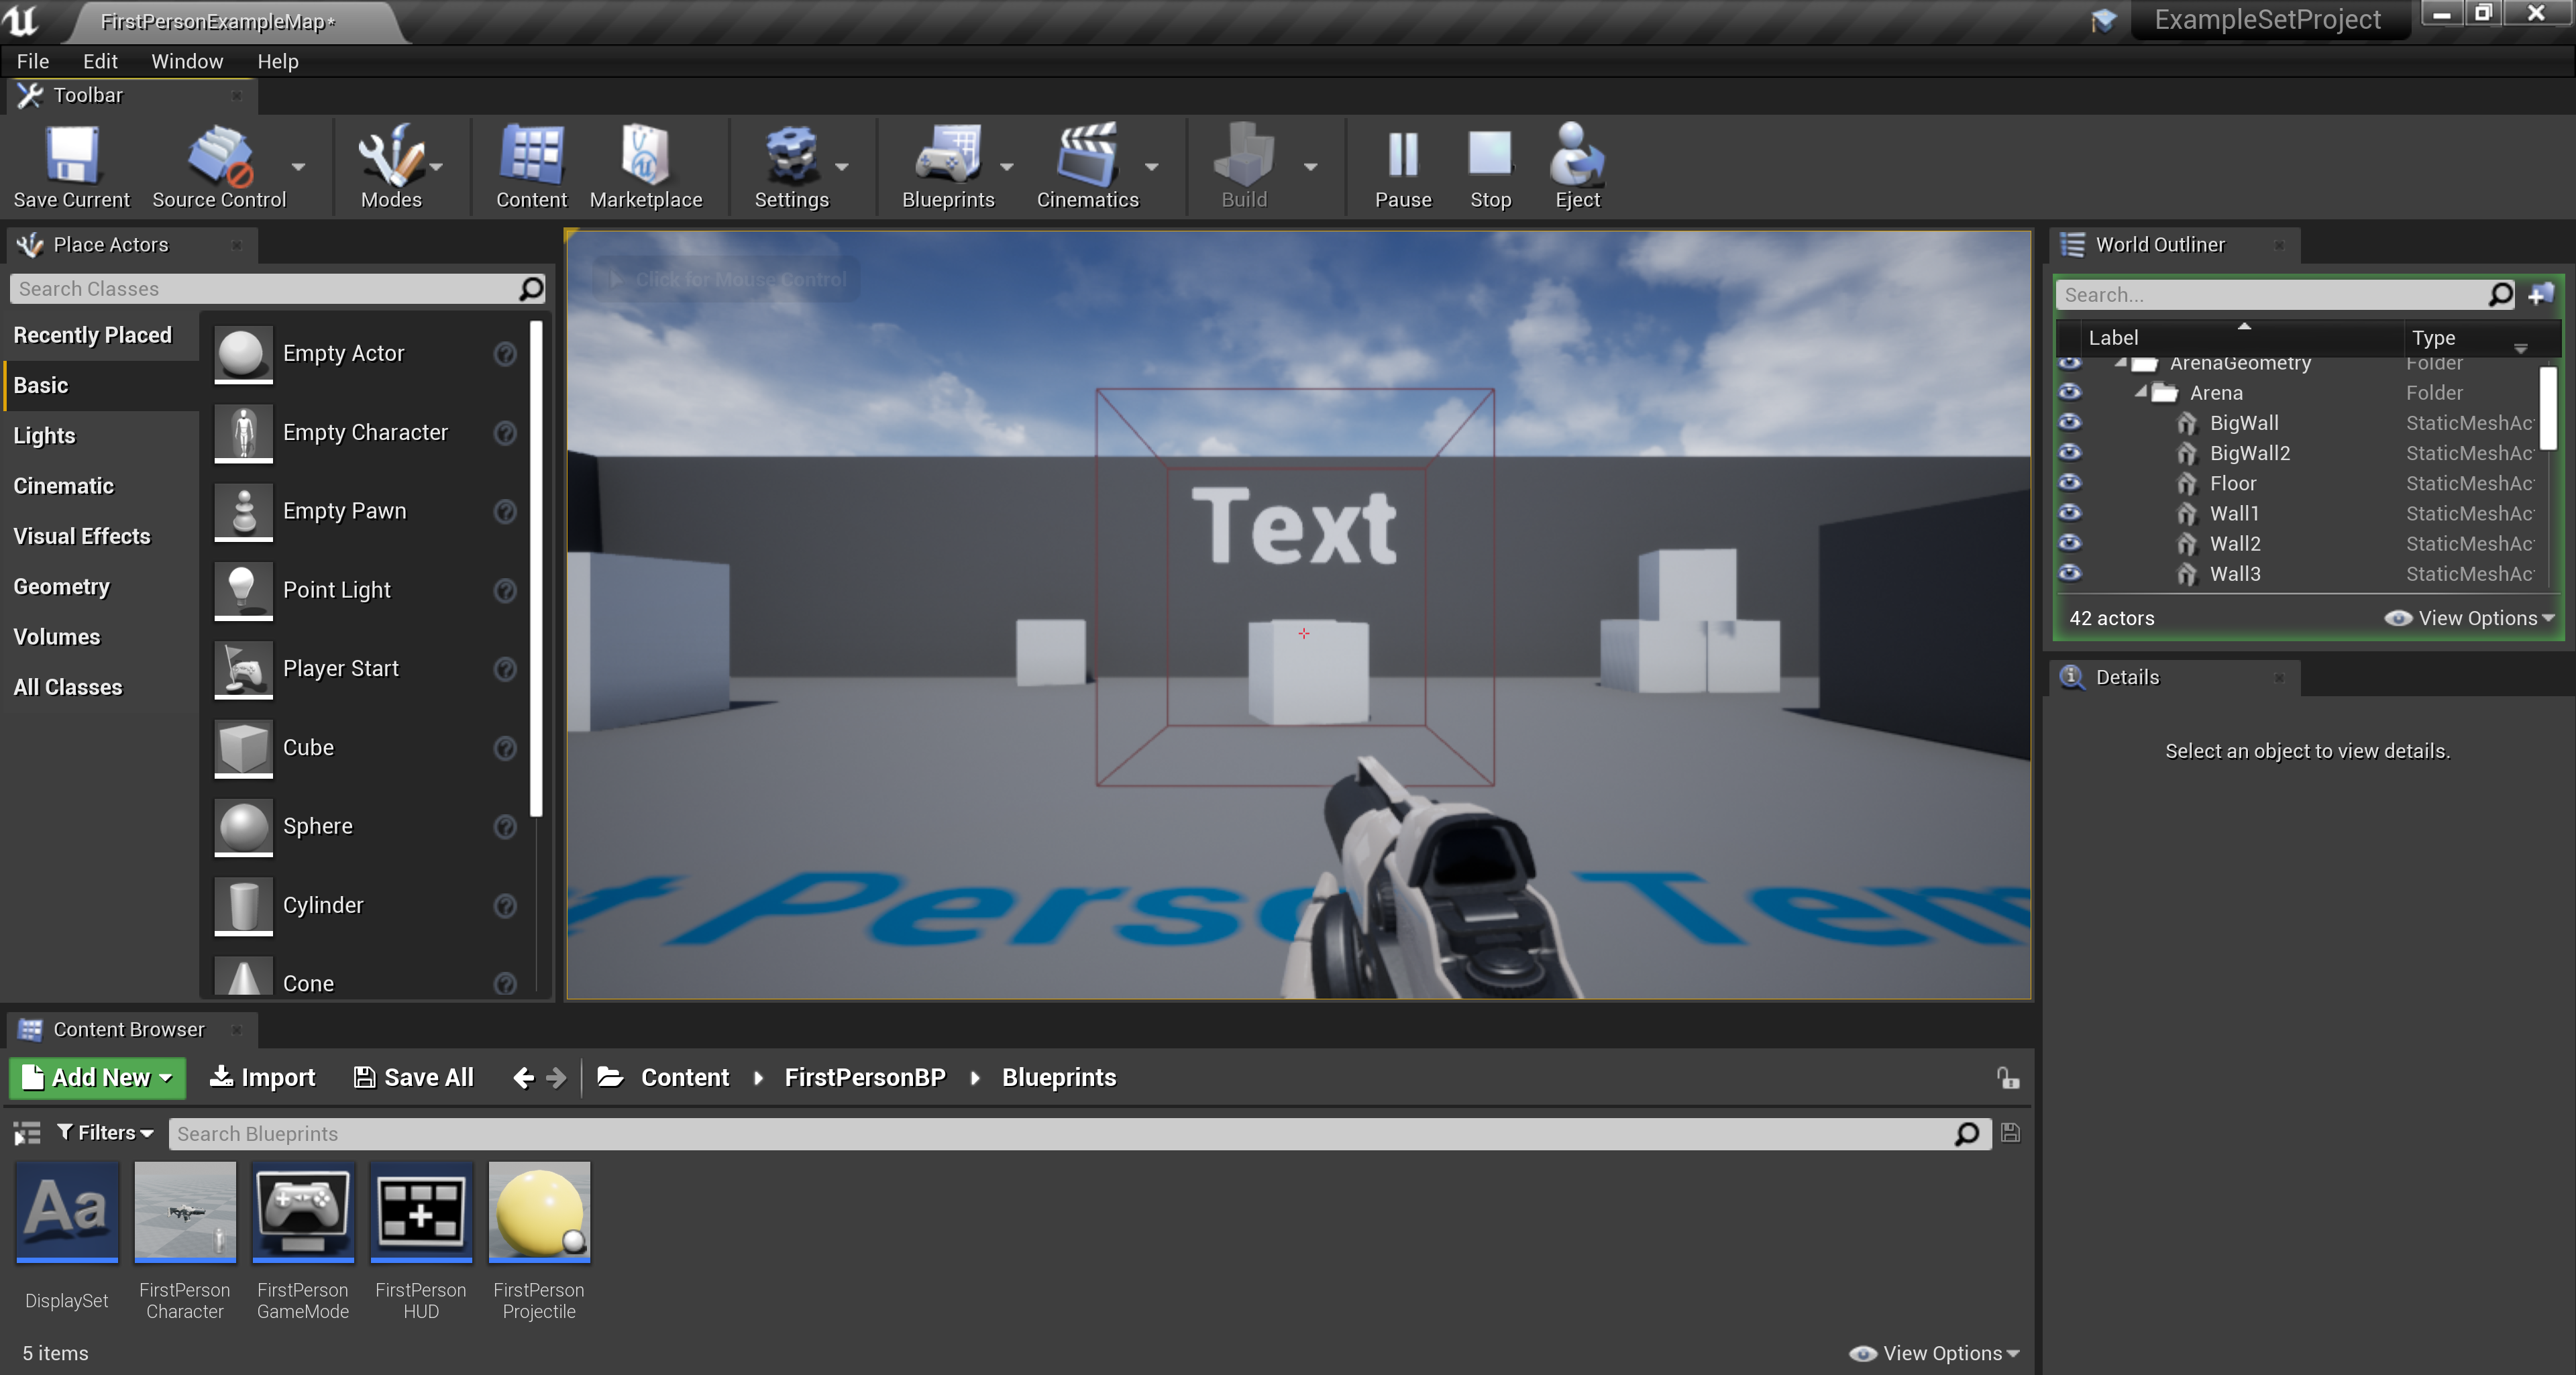 FirstPersonExampleMap*
ExampleSetProject
File Edit Window Help
Toolbar
Save Current Source Control Modes Content Marketplace Settings Blueprints Cinematics Build Pause Stop Eject
Place Actors
Search Classes
Recently Placed
Basic
Lights
Cinematic
Visual Effects
Geometry
Volumes
All Classes
Empty Actor
Empty Character
Empty Pawn
Point Light
Player Start
Cube
Sphere
Cylinder
Cone
Click for Mouse Control
Text
Perso Tem
World Outliner
Search...
Label Type
ArenaGeometry Folder
Arena Folder
BigWall StaticMeshAc
BigWall2 StaticMeshAc
Floor StaticMeshAc
Wall1 StaticMeshAc
Wall2 StaticMeshAc
Wall3 StaticMeshAc
42 actors View Options
Details
Select an object to view details.
Content Browser
Add New Import Save All Content FirstPersonBP Blueprints
Filters Search Blueprints
Aa
DisplaySet
FirstPerson
Character
FirstPerson
GameMode
FirstPerson
HUD
FirstPerson
Projectile
5 items View Options